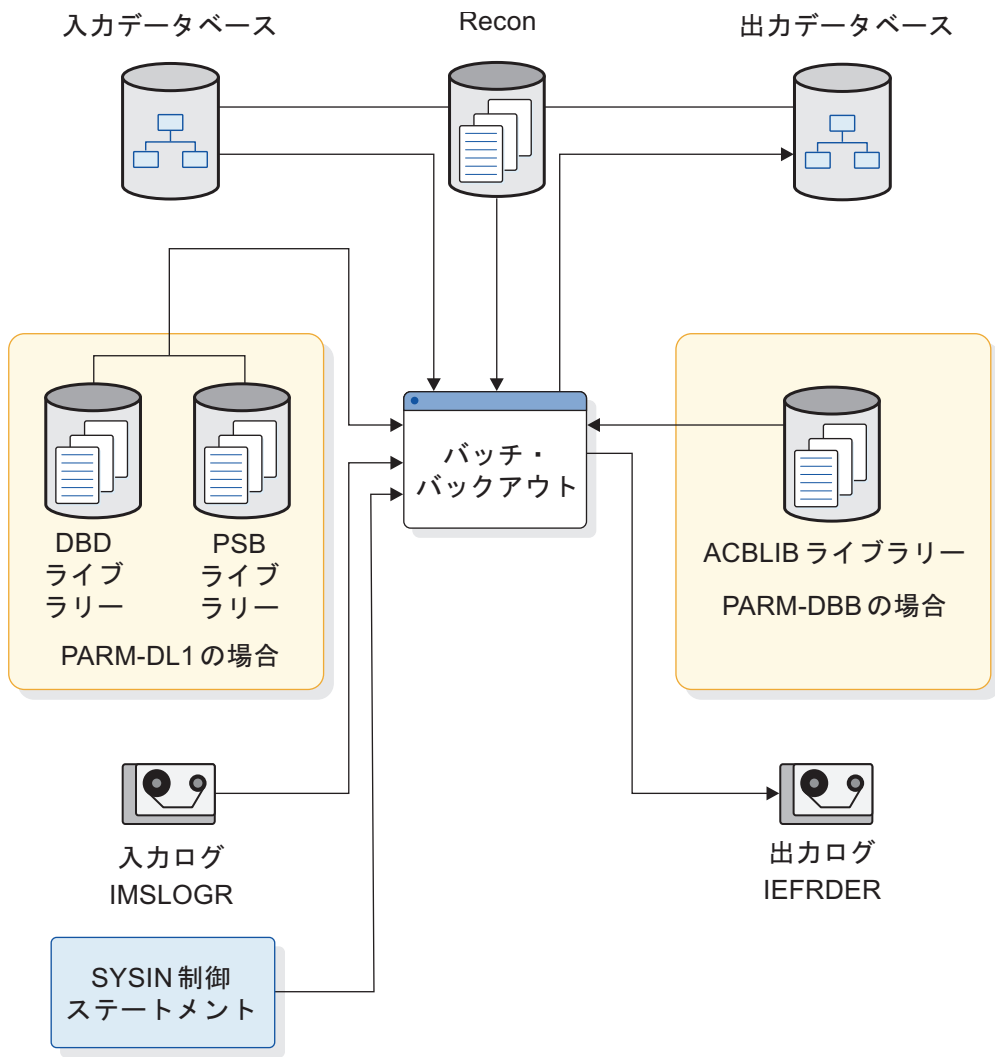 入力データベース
Recon
出力データベース
バッチ・
バックアウト
DBD
ライブ
ラリー
PSB
ライブ
ラリー
PARM-DL1の場合
ACBLIB ライブラリー
PARM-DBBの場合
入力ログ
IMSLOGR
出力ログ
IEFRDER
SYSIN 制御
ステートメント